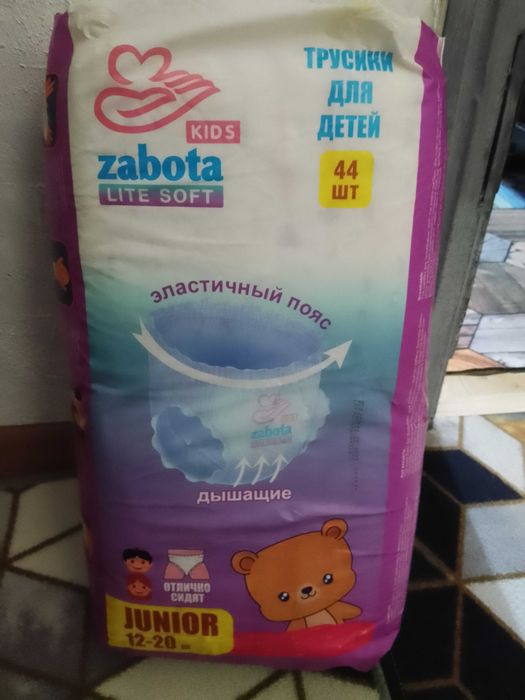 ТРУСИКИ
ДЛЯ
ДЕТЕЙ
44
ШТ
KIDS
zabota
LITE SOFT
эластичный пояс
zabota
дышащие
ОТЛИЧНО
СИДЯТ
JUNIOR
12-20